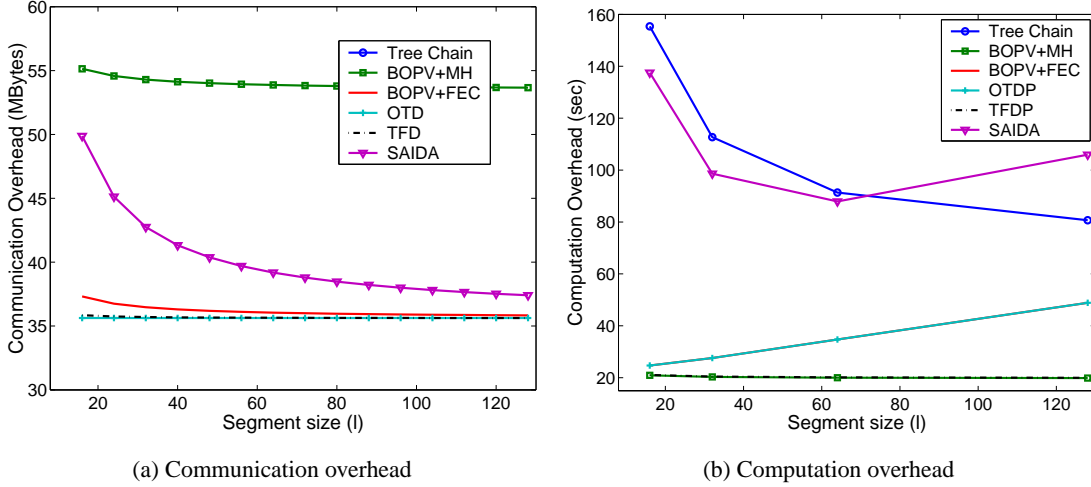 60
55
50
45
40
35
30
20
40
60
80
100
120
Communication Overhead (MBytes)
Segment size (l)
Tree Chain
BOPV+MH
BOPV+FEC
OTD
TFD
SAIDA
(a) Communication overhead
160
140
120
100
80
60
40
20
20
40
60
80
100
120
Computation Overhead (sec)
Segment size (l)
Tree Chain
BOPV+MH
BOPV+FEC
OTDP
TFDP
SAIDA
(b) Computation overhead